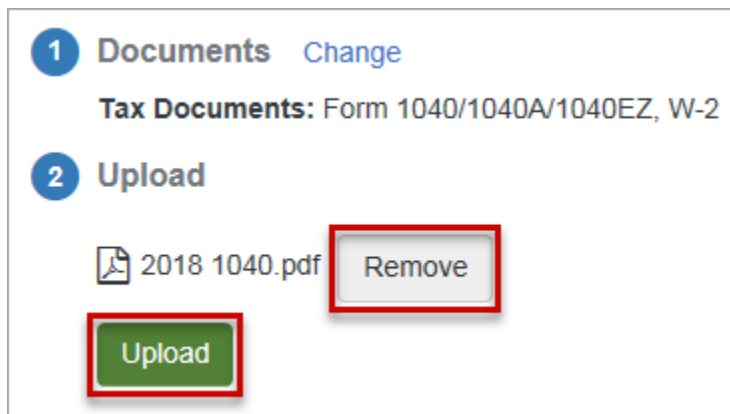 1 Documents Change
Tax Documents: Form 1040/1040A/1040EZ, W-2
2 Upload
2018 1040.pdf Remove
Upload